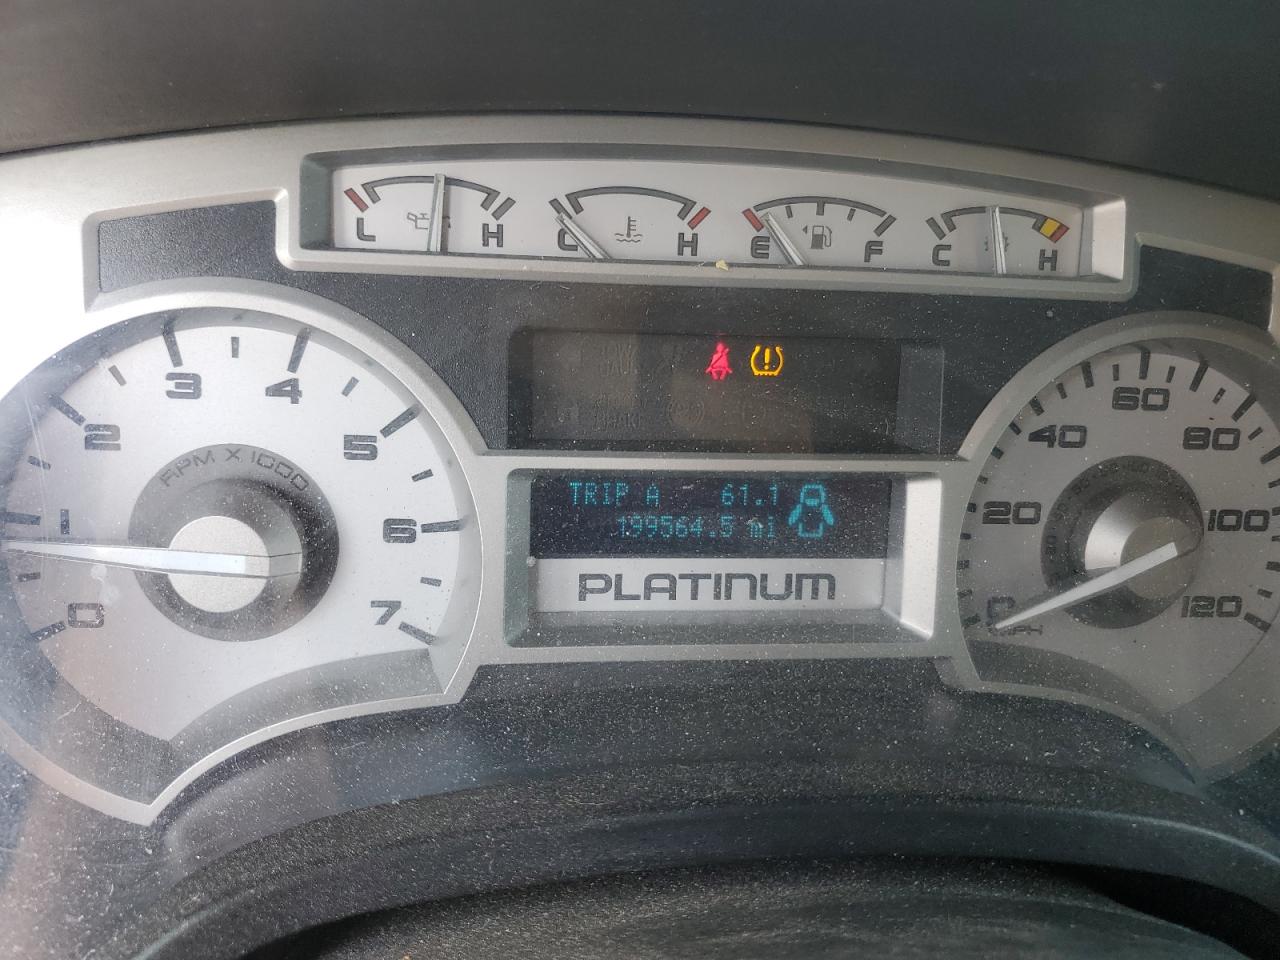 L H C H E F C H
TRIP A 61.1
199564.5 mi
PLATINUM
RPM X 1000
0 1 2 3 4 5 6 7
0 20 40 60 80 100 120
MPH